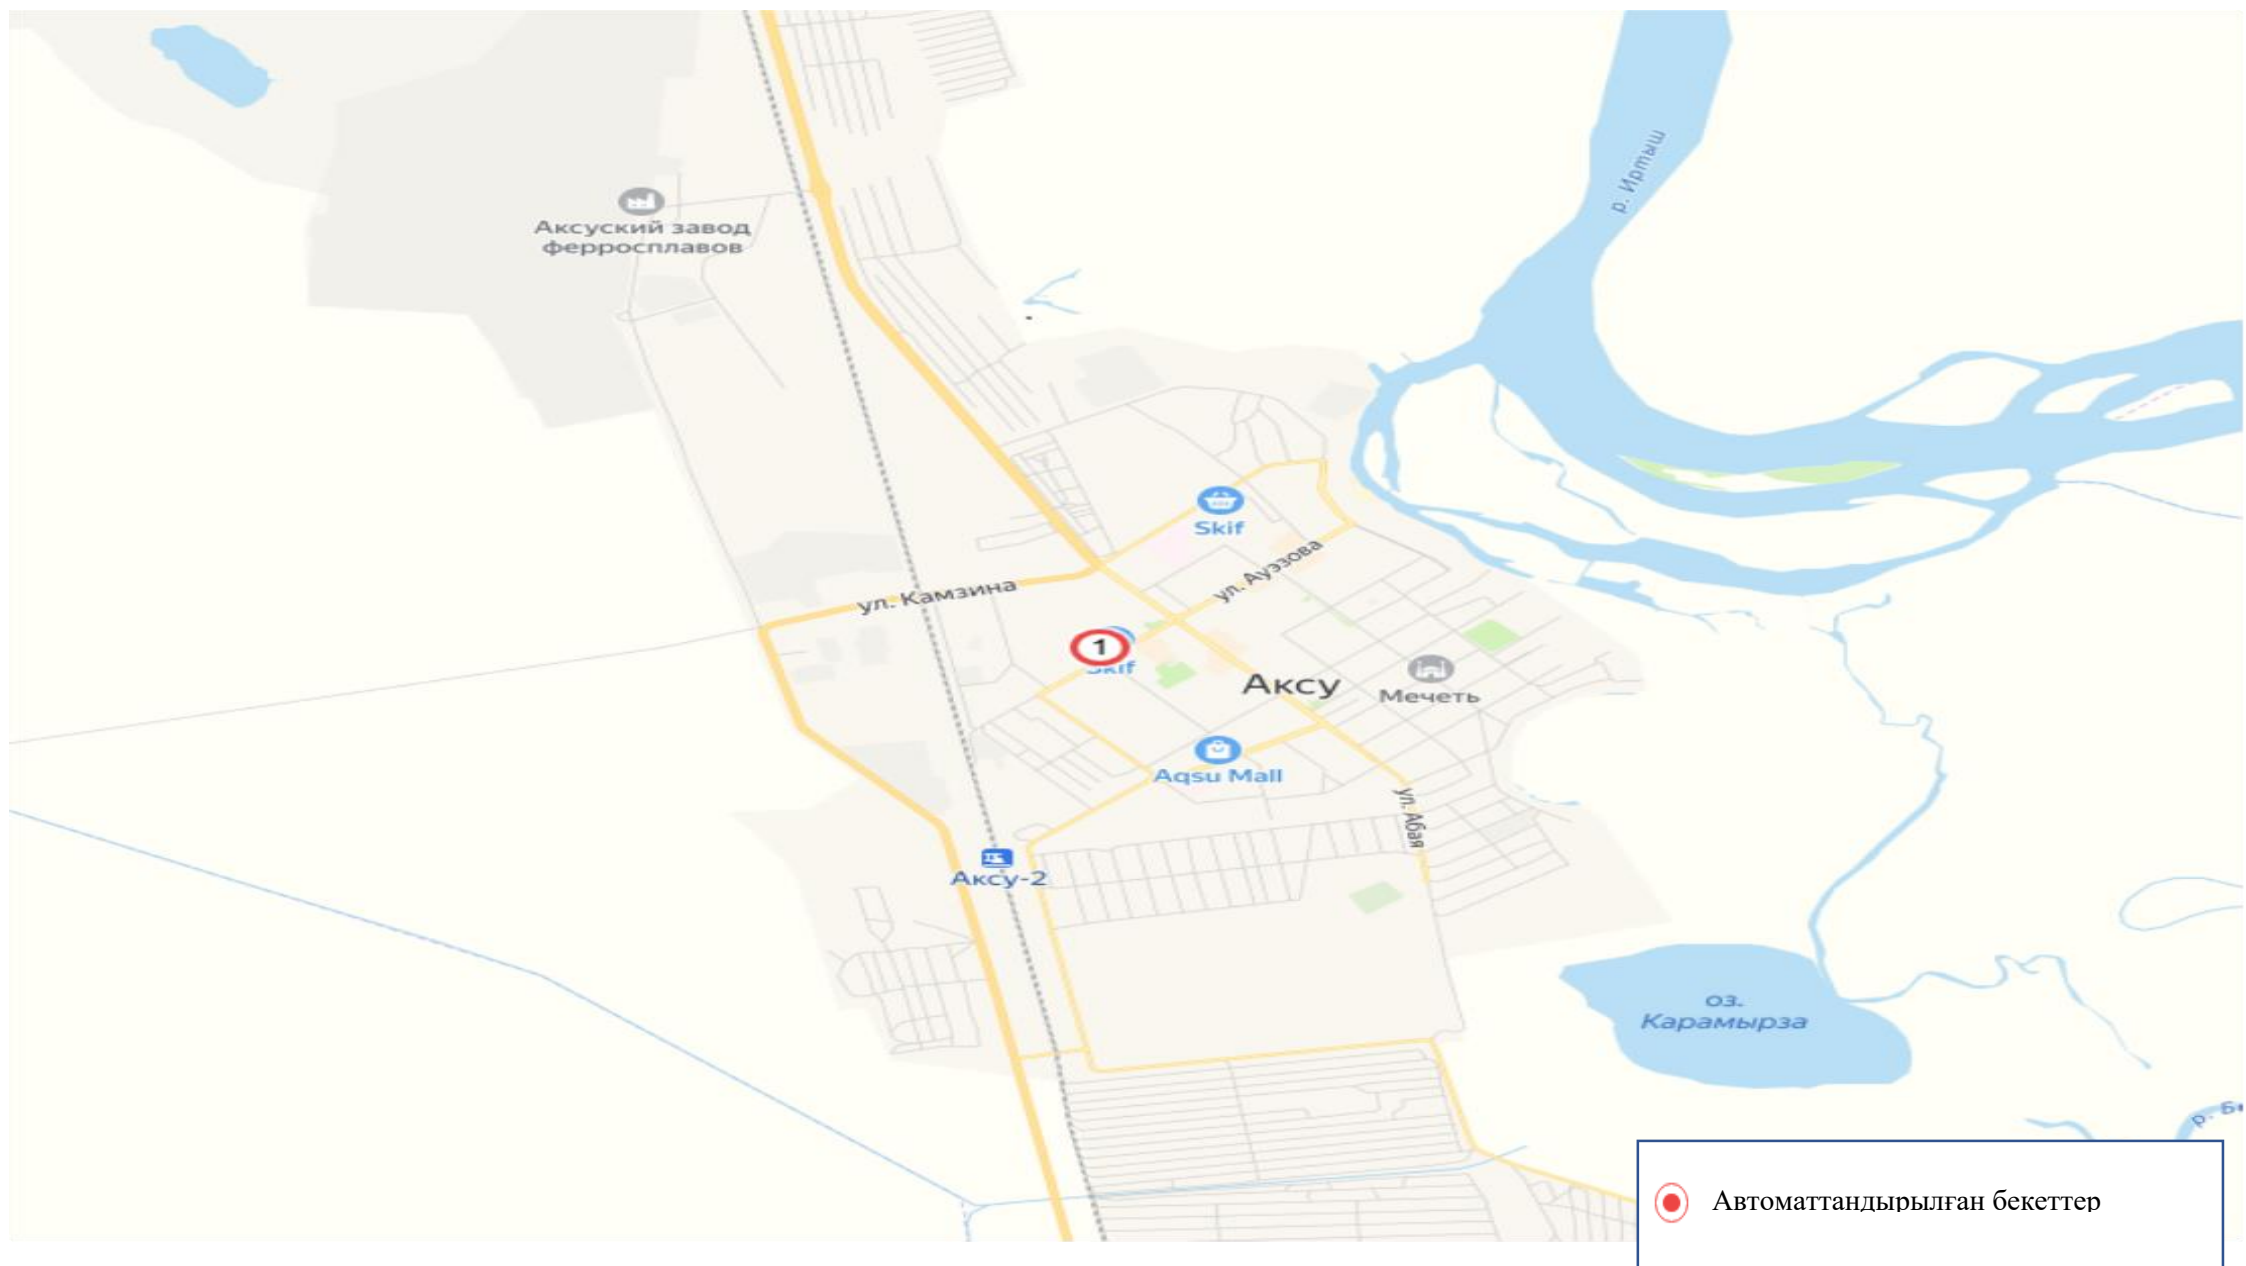 р. Иртыш
Аксуский завод
ферросплавов
Skif
ул. Ауэзова
ул. Камзина
1
Skif
Аксу
Мечеть
Aqsu Mall
ул. Абая
Аксу-2
оз.
Карамырза
р. Б
Автоматтандырылған бекеттер